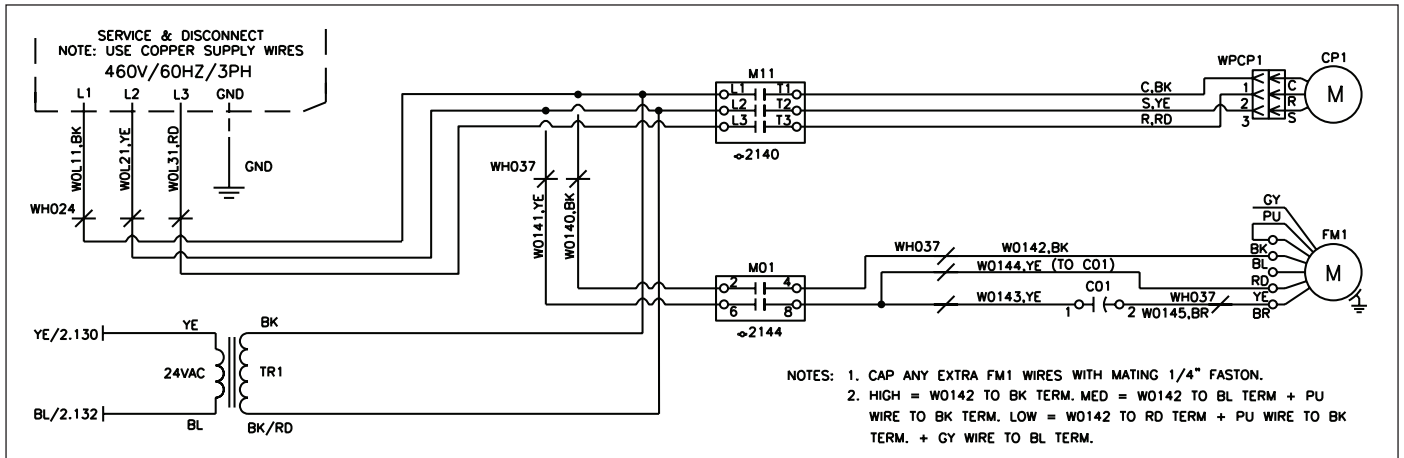 SERVICE & DISCONNECT
NOTE: USE COPPER SUPPLY WIRES
460V/60HZ/3PH
L1 L2 L3 GND
W0L11,BK
W0L21,YE
W0L31,RD
GND
WH024
M11
L1 T1
L2 T2
L3 T3
⌖2140
C,BK
S,YE
R,RD
WPCP1
1
2
3
CP1
C
R
S
M
WH037
W0141,YE
W0140,BK
M01
2 4
6 8
⌖2144
WH037 W0142,BK
W0144,YE (TO C01)
W0143,YE
C01
1 2
WH037
W0145,BR
GY
PU
BK
BL
RD
YE
BR
FM1
M
YE/2.130
YE BK
24VAC TR1
BL/2.132
BL BK/RD
NOTES: 1. CAP ANY EXTRA FM1 WIRES WITH MATING 1/4" FASTON.
2. HIGH = W0142 TO BK TERM. MED = W0142 TO BL TERM + PU
WIRE TO BK TERM. LOW = W0142 TO RD TERM + PU WIRE TO BK
TERM. + GY WIRE TO BL TERM.